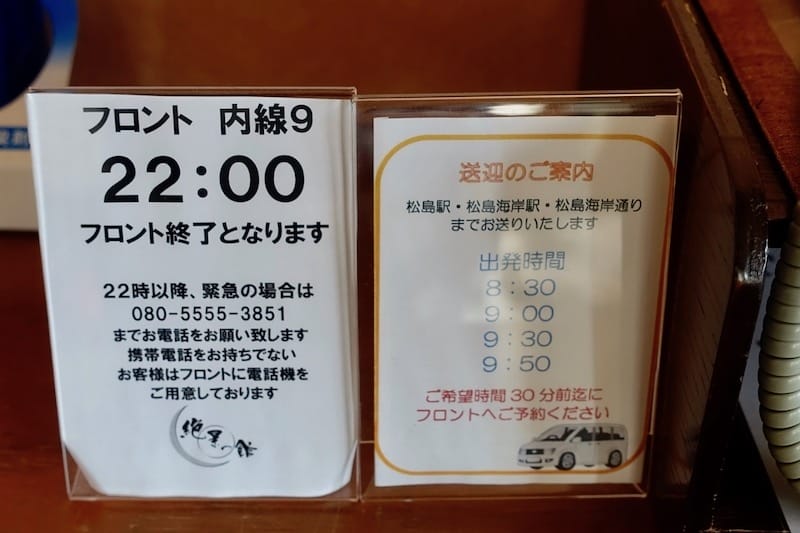 フロント 内線9
22:00
フロント終了となります
22時以降、緊急の場合は
080-5555-3851
までお電話をお願い致します
携帯電話をお持ちでない
お客様はフロントに電話機を
ご用意しております
絶景の館
送迎のご案内
松島駅・松島海岸駅・松島海岸通り
までお送りいたします
出発時間
8:30
9:00
9:30
9:50
ご希望時間30分前迄に
フロントへご予約ください